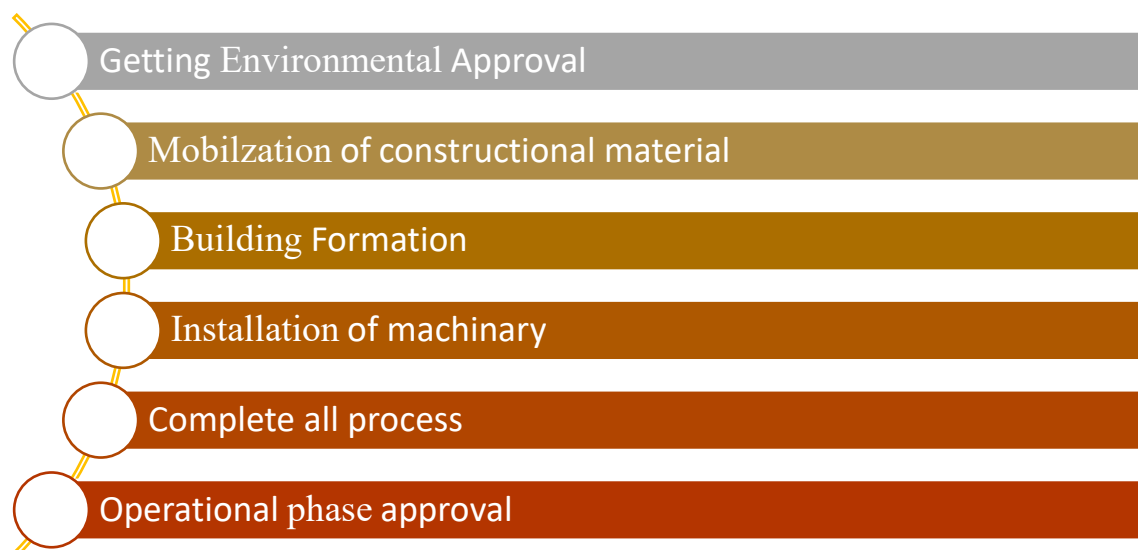 Getting Environmental Approval
Mobilzation of constructional material
Building Formation
Installation of machinary
Complete all process
Operational phase approval